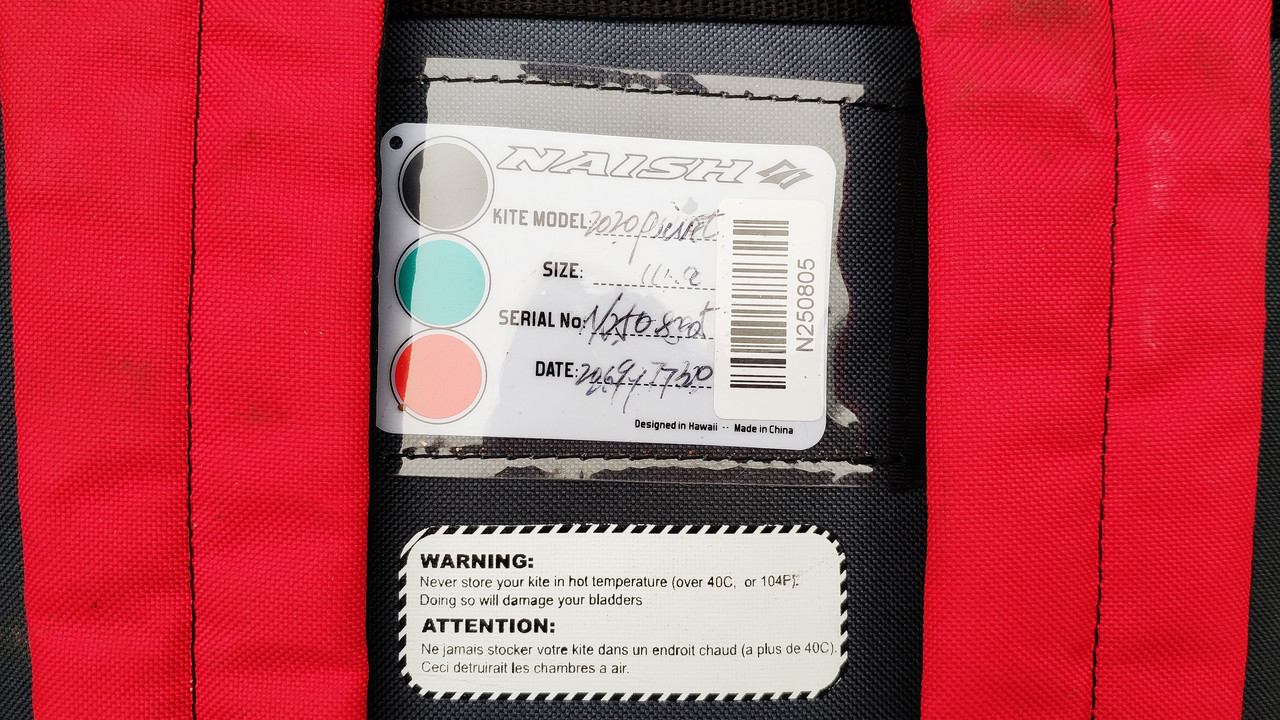 NAISH
KITE MODEL: 2020
SIZE:
SERIAL No:
DATE:
N250805
Designed in Hawaii -- Made in China
WARNING:
Never store your kite in hot temperature (over 40C, or 104F).
Doing so will damage your bladders
ATTENTION:
Ne jamais stocker votre kite dans un endroit chaud (a plus de 40C).
Ceci detruirait les chambres a air.